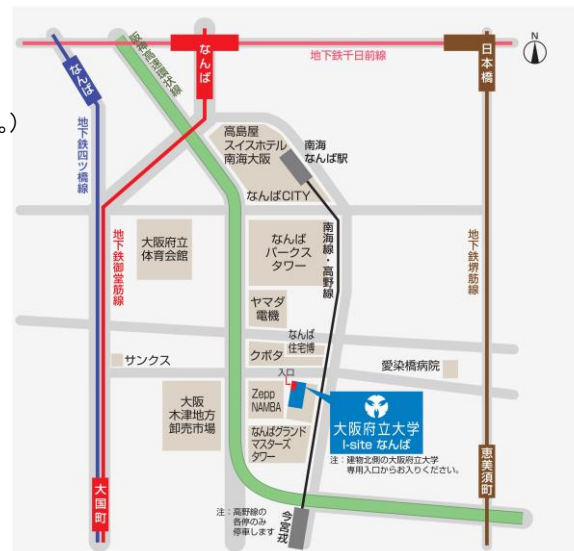 。)
なんば
阪神高速環状線
なんば
地下鉄千日前線
日本橋
N
地下鉄四ツ橋線
高島屋
スイスホテル
南海大阪
南海
なんば駅
なんばCITY
地下鉄御堂筋線
大阪府立
体育会館
なんば
パークス
タワー
南海線・高野線
地下鉄堺筋線
ヤマダ
電機
なんば
住宅博
サンクス
クボタ
愛染橋病院
入口
大阪
木津地方
卸売市場
Zepp
NAMBA
大阪府立大学
I-site なんば
なんばグランド
マスターズ
タワー
注:建物北側の大阪府立大学
専用入口からお入りください。
大国町
恵美須町
注:高野線の
各停のみ
停車します
今宮戎